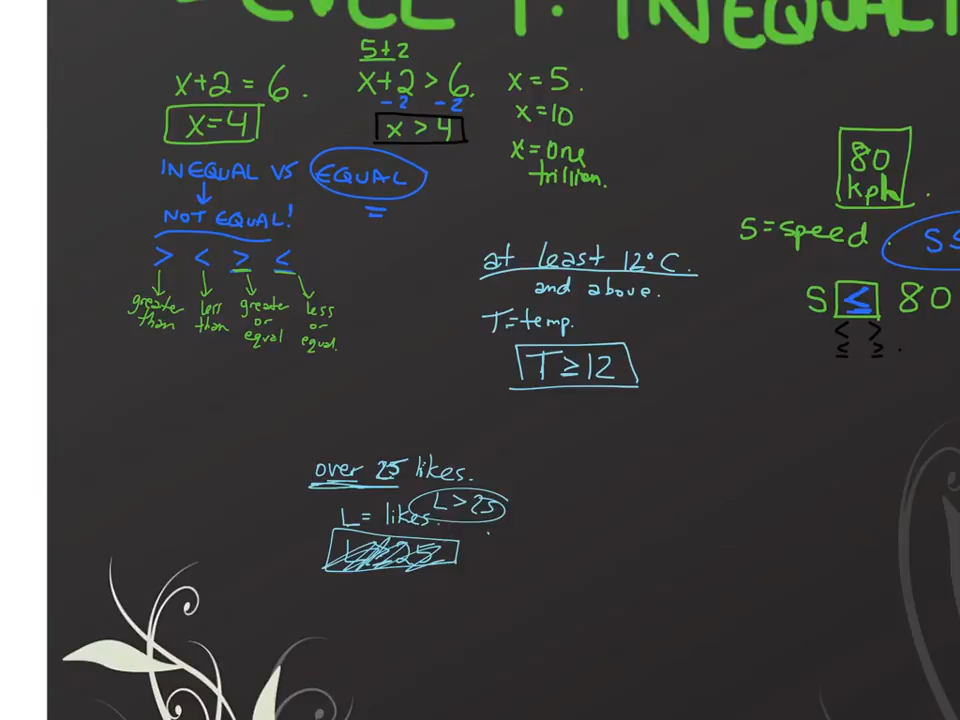 LEVEL 1: INEQUAL
x+2=6.
x=4
5+2
x+2>6.
-2 -2
x>4
x=5.
x=10
x=one
trillion.
INEQUAL VS EQUAL
=
NOT EQUAL!
> < ≥ ≤
greater than
less than
greater or equal
less or equal.
at least 12°C.
and above.
T=temp.
T≥12
80
kph
S=speed.
S ≤ 80
< >
≤ ≥
over 25 likes.
L= likes.
L>25